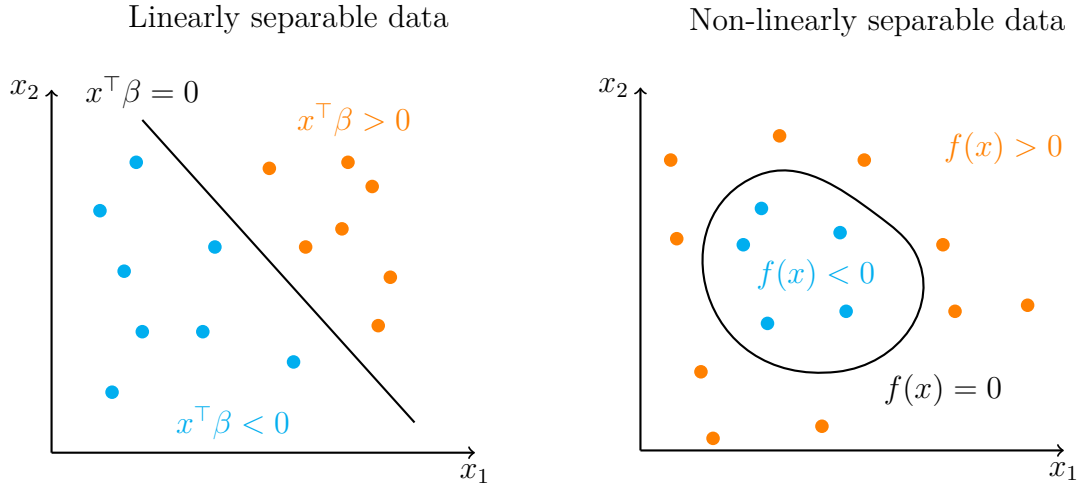 Linearly separable data
x₂
x⊤β = 0
x⊤β > 0
x⊤β < 0
x₁
Non-linearly separable data
x₂
f(x) > 0
f(x) < 0
f(x) = 0
x₁